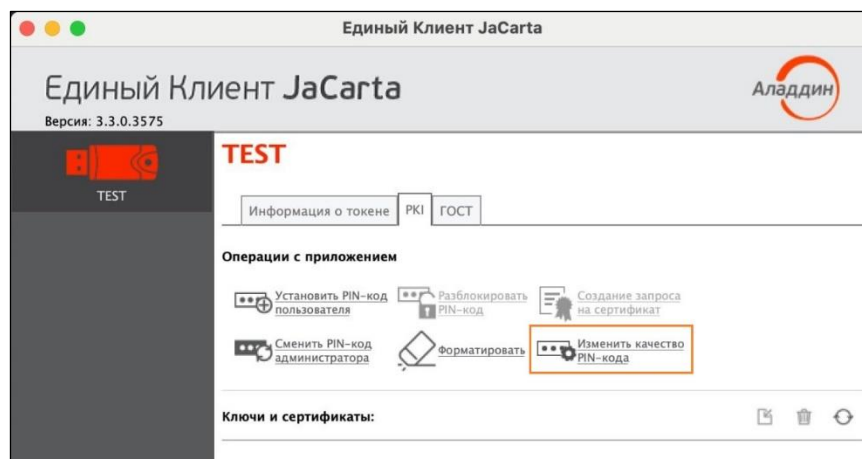 Единый Клиент JaCarta
Единый Клиент JaCarta
Аладдин
Версия: 3.3.0.3575
TEST
TEST
Информация о токене PKI ГОСТ
Операции с приложением
Установить PIN-код
пользователя
Разблокировать
PIN-код
Создание запроса
на сертификат
Сменить PIN-код
администратора
Форматировать
Изменить качество
PIN-кода
Ключи и сертификаты: